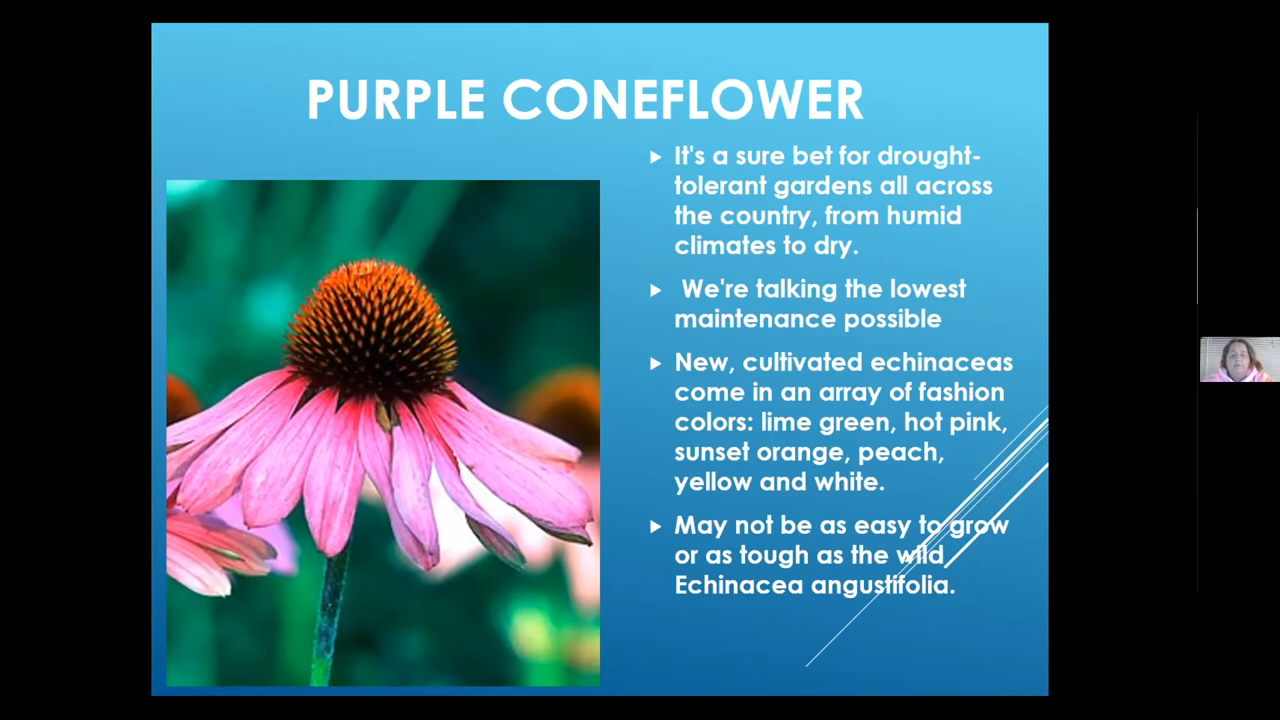 PURPLE CONEFLOWER
It's a sure bet for drought-
tolerant gardens all across
the country, from humid
climates to dry.
We're talking the lowest
maintenance possible
New, cultivated echinaceas
come in an array of fashion
colors: lime green, hot pink,
sunset orange, peach,
yellow and white.
May not be as easy to grow
or as tough as the wild
Echinacea angustifolia.